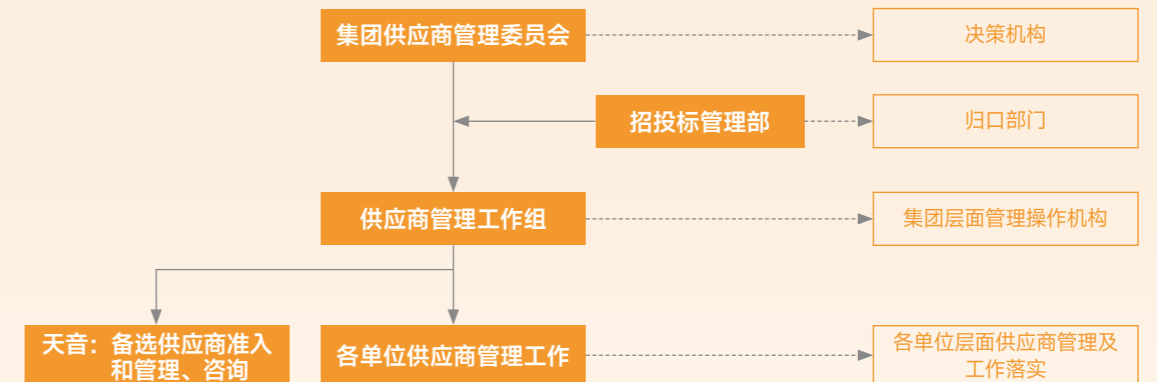 集团供应商管理委员会
决策机构
招投标管理部
归口部门
供应商管理工作组
集团层面管理操作机构
天音：备选供应商准入
和管理、咨询
各单位供应商管理工作
各单位层面供应商管理及
工作落实